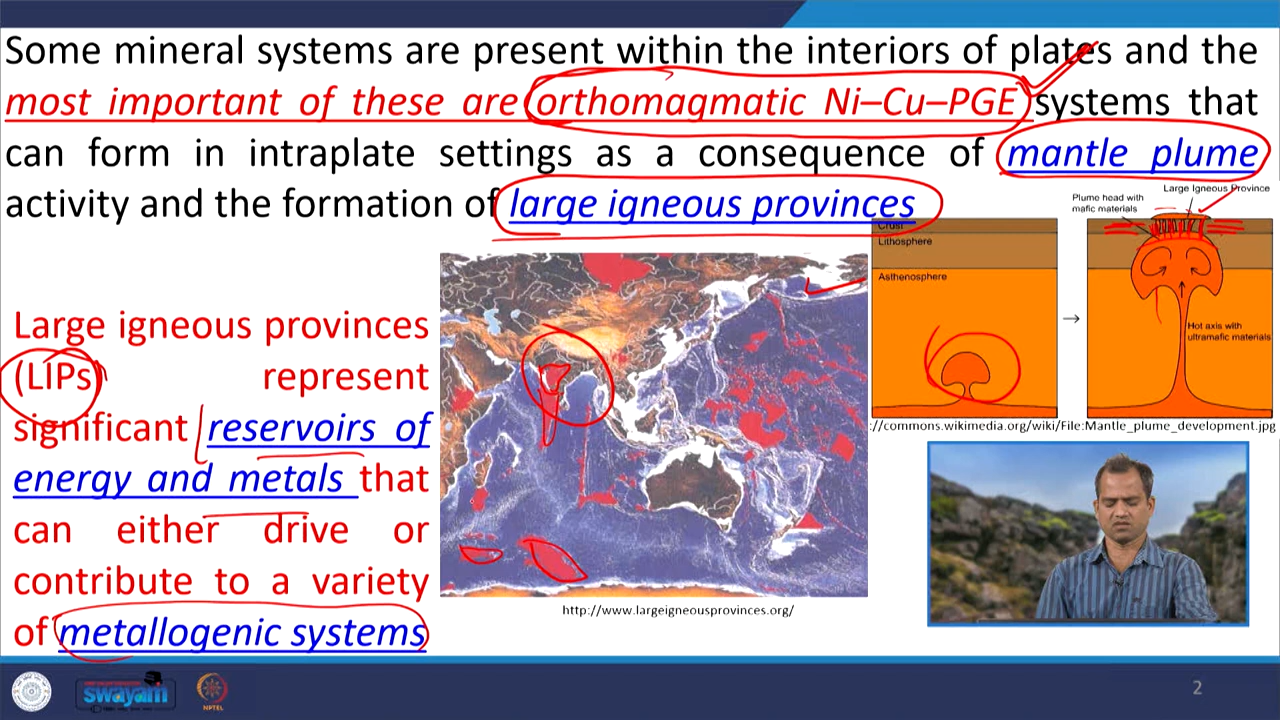 Some mineral systems are present within the interiors of plates and the
most important of these are orthomagmatic Ni–Cu–PGE systems that
can form in intraplate settings as a consequence of mantle plume
activity and the formation of large igneous provinces
Large igneous provinces
(LIPs) represent
significant reservoirs of
energy and metals that
can either drive or
contribute to a variety
of metallogenic systems
http://www.largeigneousprovinces.org/
Large Igneous Province
Plume head with
mafic materials
Crust
Lithosphere
Asthenosphere
Hot axis with
ultramafic materials
://commons.wikimedia.org/wiki/File:Mantle_plume_development.jpg
swayam
NPTEL
2